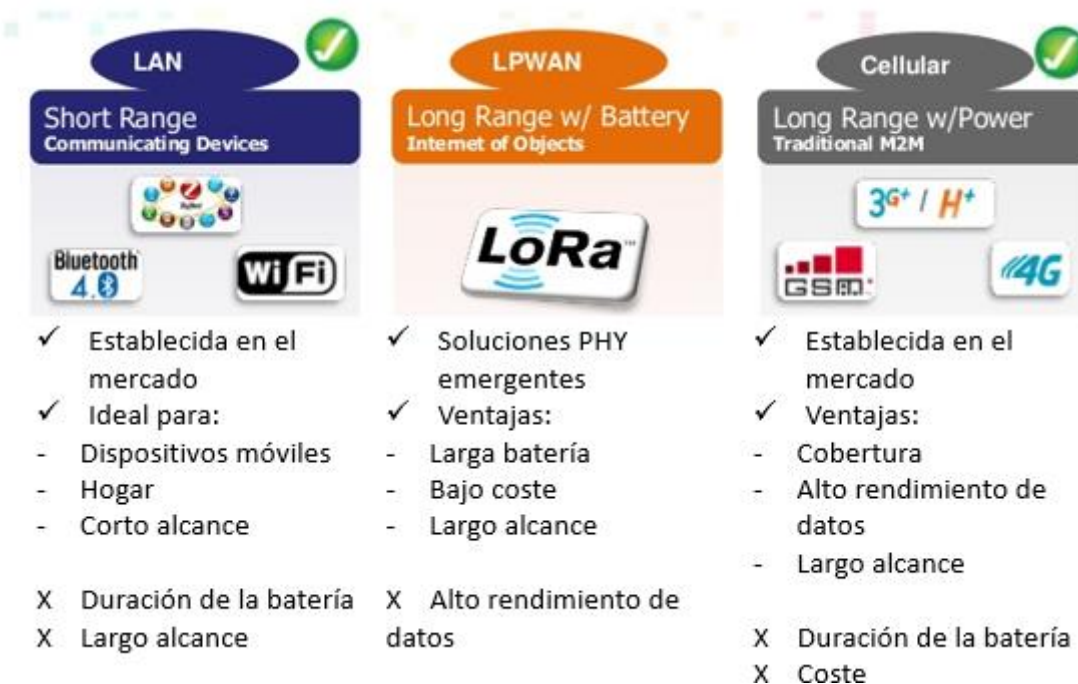 LAN
Short Range
Communicating Devices
Bluetooth
4.0
WiFi
✓ Establecida en el
mercado
✓ Ideal para:
- Dispositivos móviles
- Hogar
- Corto alcance
X Duración de la batería
X Largo alcance
LPWAN
Long Range w/ Battery
Internet of Objects
LoRa™
✓ Soluciones PHY
emergentes
✓ Ventajas:
- Larga batería
- Bajo coste
- Largo alcance
X Alto rendimiento de
datos
Cellular
Long Range w/Power
Traditional M2M
3G+ / H+
GSM
4G
✓ Establecida en el
mercado
✓ Ventajas:
- Cobertura
- Alto rendimiento de
datos
- Largo alcance
X Duración de la batería
X Coste